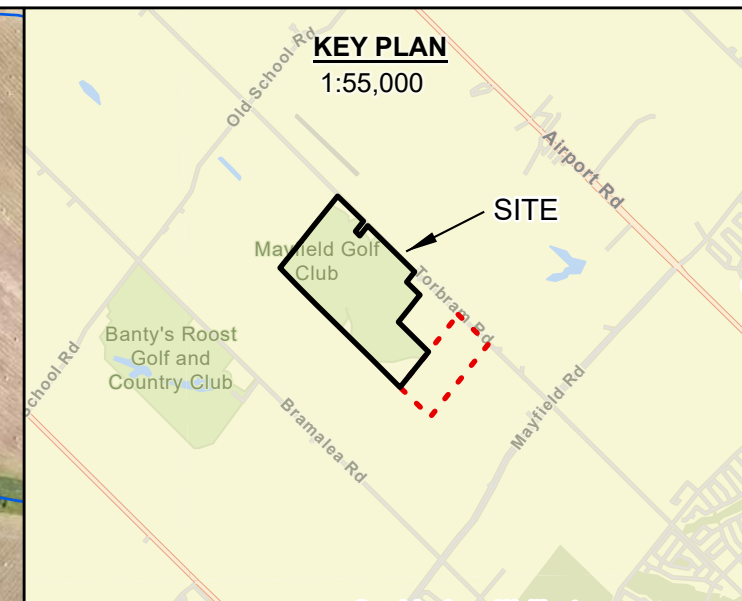 KEY PLAN
1:55,000
Old School Rd
Airport Rd
SITE
Mayfield Golf
Club
Torbram Rd
Banty's Roost
Golf and
Country Club
School Rd
Mayfield Rd
Bramalea Rd